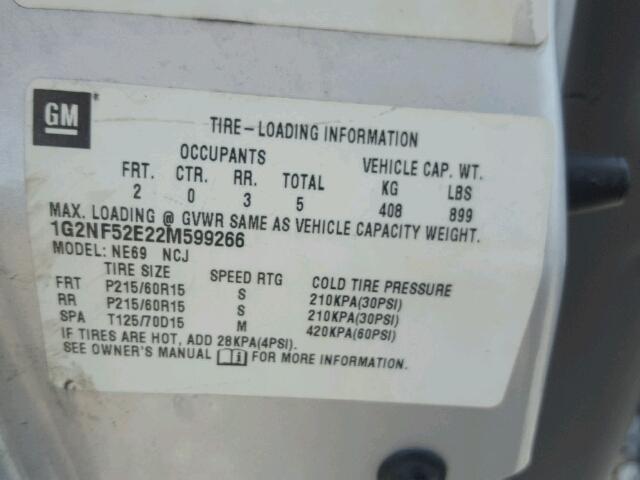 GM
TIRE-LOADING INFORMATION
OCCUPANTS VEHICLE CAP. WT.
FRT. CTR. RR. TOTAL KG LBS
2 0 3 5 408 899
MAX. LOADING @ GVWR SAME AS VEHICLE CAPACITY WEIGHT.
1G2NF52E22M599266
MODEL: NE69 NCJ
TIRE SIZE SPEED RTG COLD TIRE PRESSURE
FRT P215/60R15 S 210KPA(30PSI)
RR P215/60R15 S 210KPA(30PSI)
SPA T125/70D15 M 420KPA(60PSI)
IF TIRES ARE HOT, ADD 28KPA(4PSI).
SEE OWNER'S MANUAL FOR MORE INFORMATION.